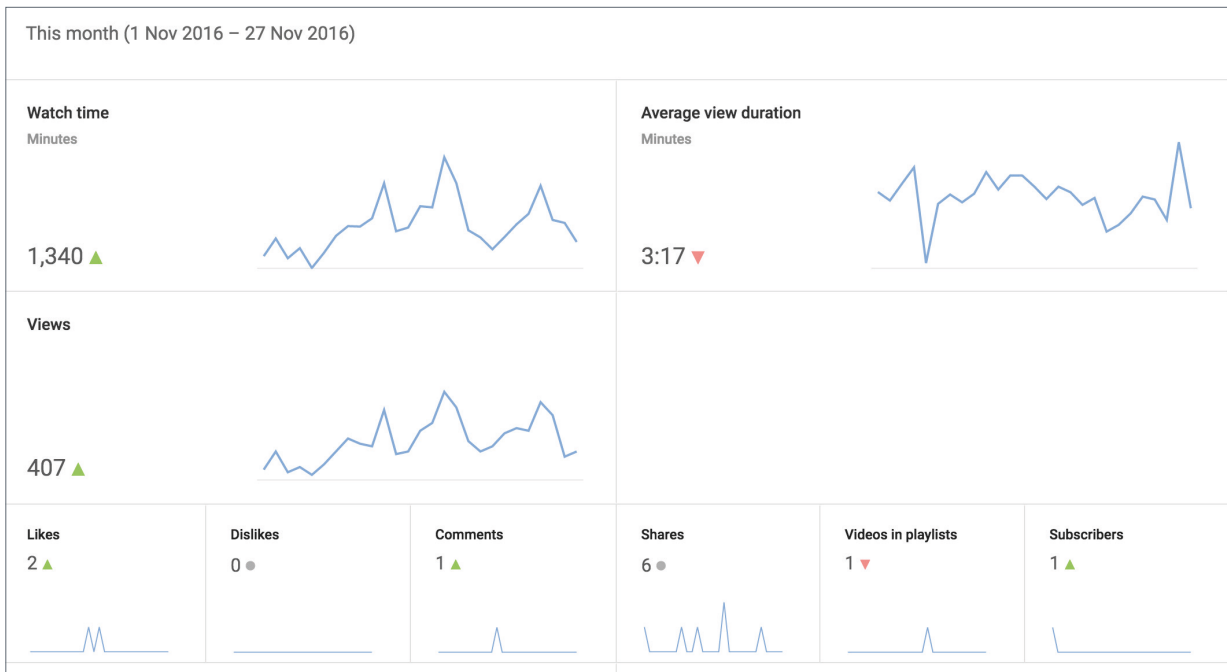 This month (1 Nov 2016 – 27 Nov 2016)
Watch time
Minutes
1,340
Average view duration
Minutes
3:17
Views
407
Likes
2
Dislikes
0
Comments
1
Shares
6
Videos in playlists
1
Subscribers
1